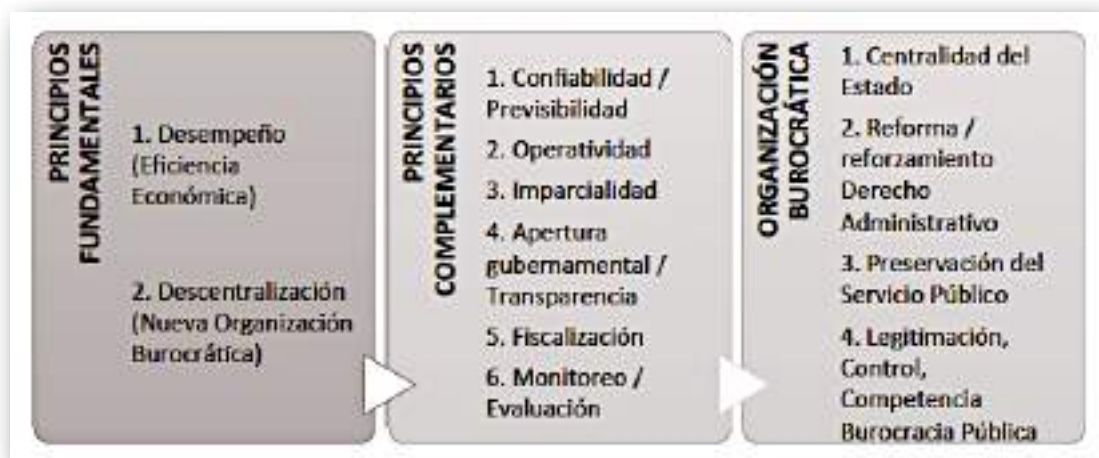 PRINCIPIOS
FUNDAMENTALES
1. Desempeño
(Eficiencia
Económica)
2. Descentralización
(Nueva Organización
Burocrática)
PRINCIPIOS
COMPLEMENTARIOS
1. Confiabilidad /
Previsibilidad
2. Operatividad
3. Imparcialidad
4. Apertura
gubernamental /
Transparencia
5. Fiscalización
6. Monitoreo /
Evaluación
ORGANIZACIÓN
BUROCRÁTICA
1. Centralidad del
Estado
2. Reforma /
reforzamiento
Derecho
Administrativo
3. Preservación del
Servicio Público
4. Legitimación,
Control,
Competencia
Burocracia Pública